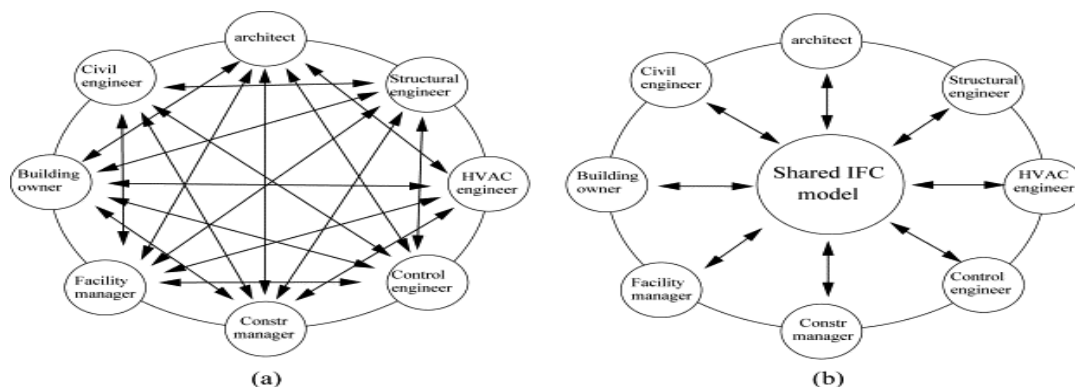 architect
Civil
engineer
Structural
engineer
Building
owner
HVAC
engineer
Facility
manager
Control
engineer
Constr
manager
(a)
architect
Civil
engineer
Structural
engineer
Building
owner
Shared IFC
model
HVAC
engineer
Facility
manager
Control
engineer
Constr
manager
(b)